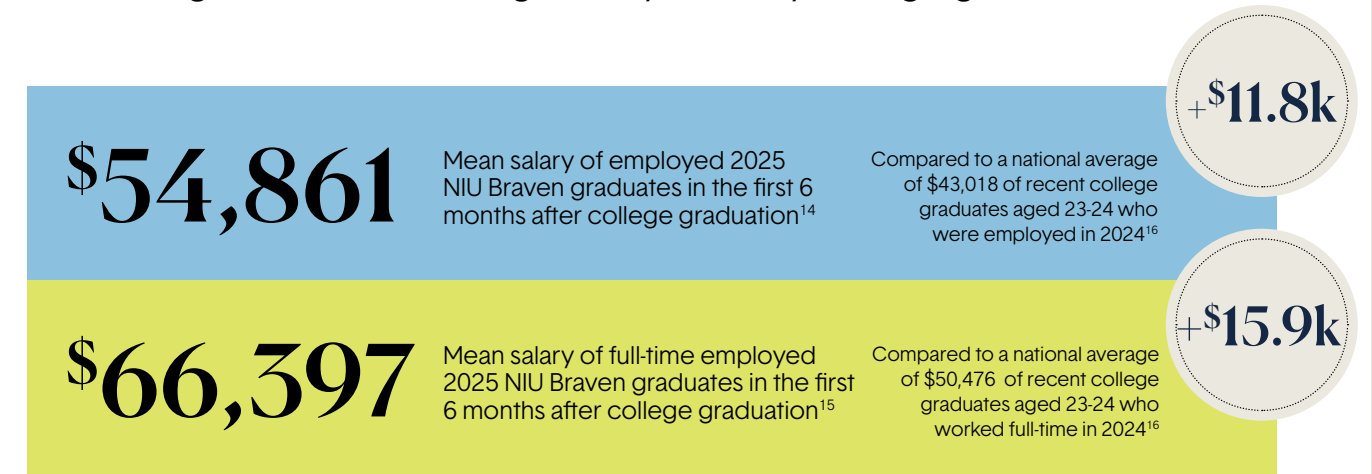 +$11.8k
$54,861
Mean salary of employed 2025
NIU Braven graduates in the first 6
months after college graduation14
Compared to a national average
of $43,018 of recent college
graduates aged 23-24 who
were employed in 202416
+$15.9k
$66,397
Mean salary of full-time employed
2025 NIU Braven graduates in the first
6 months after college graduation15
Compared to a national average
of $50,476 of recent college
graduates aged 23-24 who
worked full-time in 202416